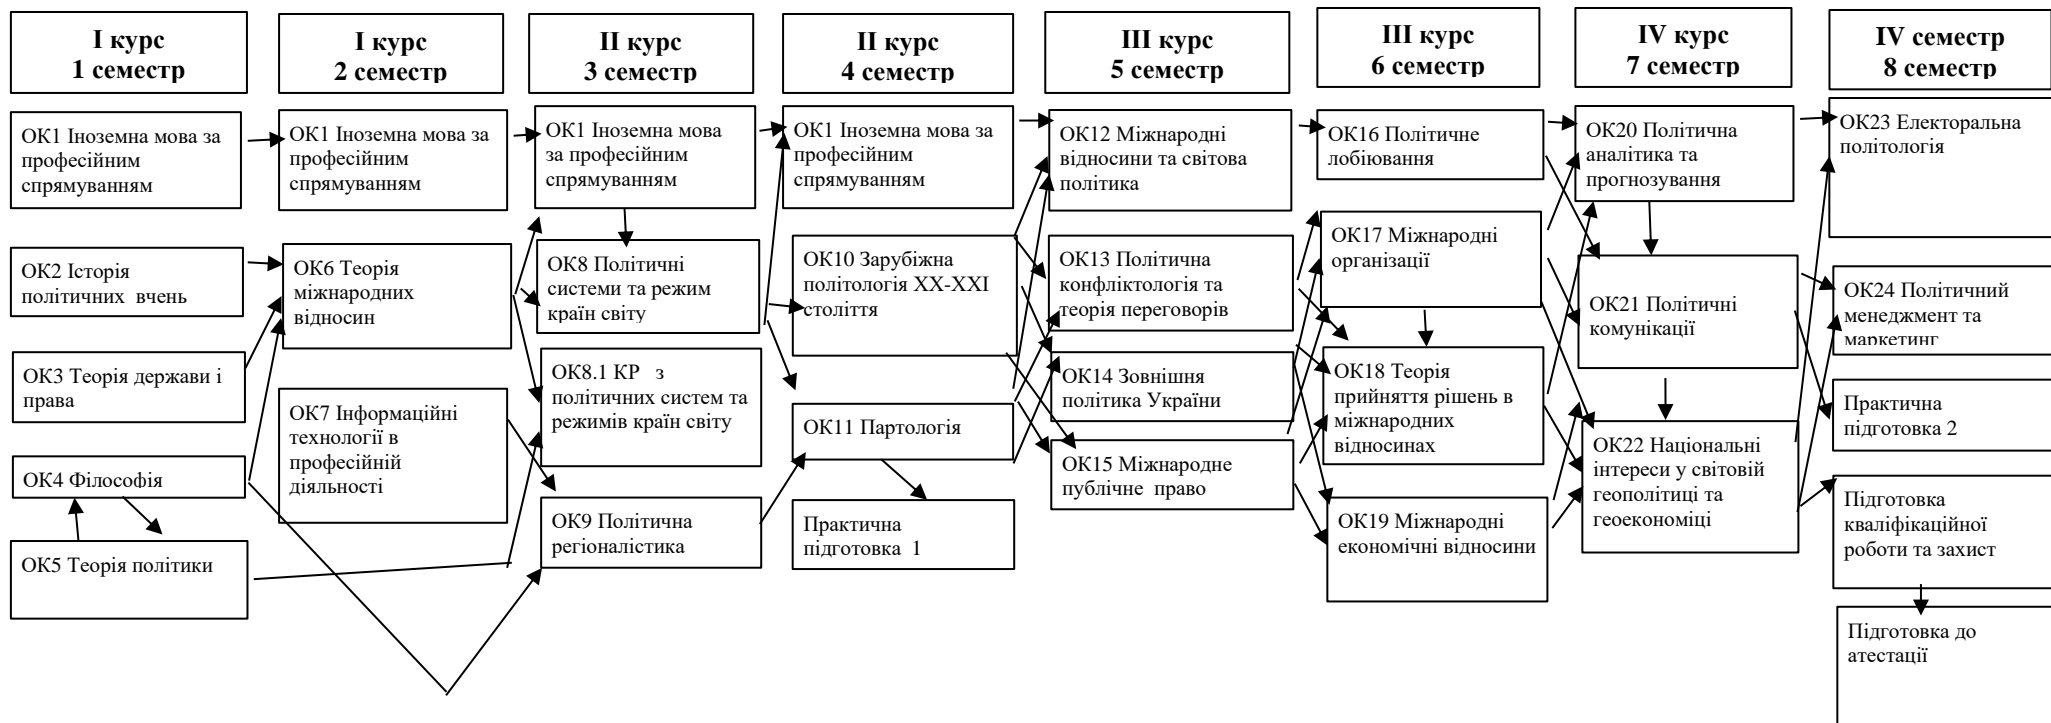 I курс
1 семестр
I курс
2 семестр
II курс
3 семестр
II курс
4 семестр
III курс
5 семестр
III курс
6 семестр
IV курс
7 семестр
IV семестр
8 семестр
ОК1 Іноземна мова за
професійним
спрямуванням
ОК2 Історія
політичних вчень
ОК3 Теорія держави і
права
ОК4 Філософія
ОК5 Теорія політики
ОК1 Іноземна мова за
професійним
спрямуванням
ОК6 Теорія
міжнародних
відносин
ОК7 Інформаційні
технології в
професійній
діяльності
ОК1 Іноземна мова
за професійним
спрямуванням
ОК8 Політичні
системи та режим
країн світу
ОК8.1 КР з
політичних систем та
режимів країн світу
ОК9 Політична
регіоналістика
ОК1 Іноземна мова за
професійним
спрямуванням
ОК10 Зарубіжна
політологія XX-XXI
століття
ОК11 Партологія
Практична
підготовка 1
ОК12 Міжнародні
відносини та світова
політика
ОК13 Політична
конфліктологія та
теорія переговорів
ОК14 Зовнішня
політика України
ОК15 Міжнародне
публічне право
ОК16 Політичне
лобіювання
ОК17 Міжнародні
організації
ОК18 Теорія
прийняття рішень в
міжнародних
відносинах
ОК19 Міжнародні
економічні відносини
ОК20 Політична
аналітика та
прогнозування
ОК21 Політичні
комунікації
ОК22 Національні
інтереси у світовій
геополітиці та
геоекономіці
ОК23 Електоральна
політологія
ОК24 Політичний
менеджмент та
маркетинг
Практична
підготовка 2
Підготовка
кваліфікаційної
роботи та захист
Підготовка до
атестації